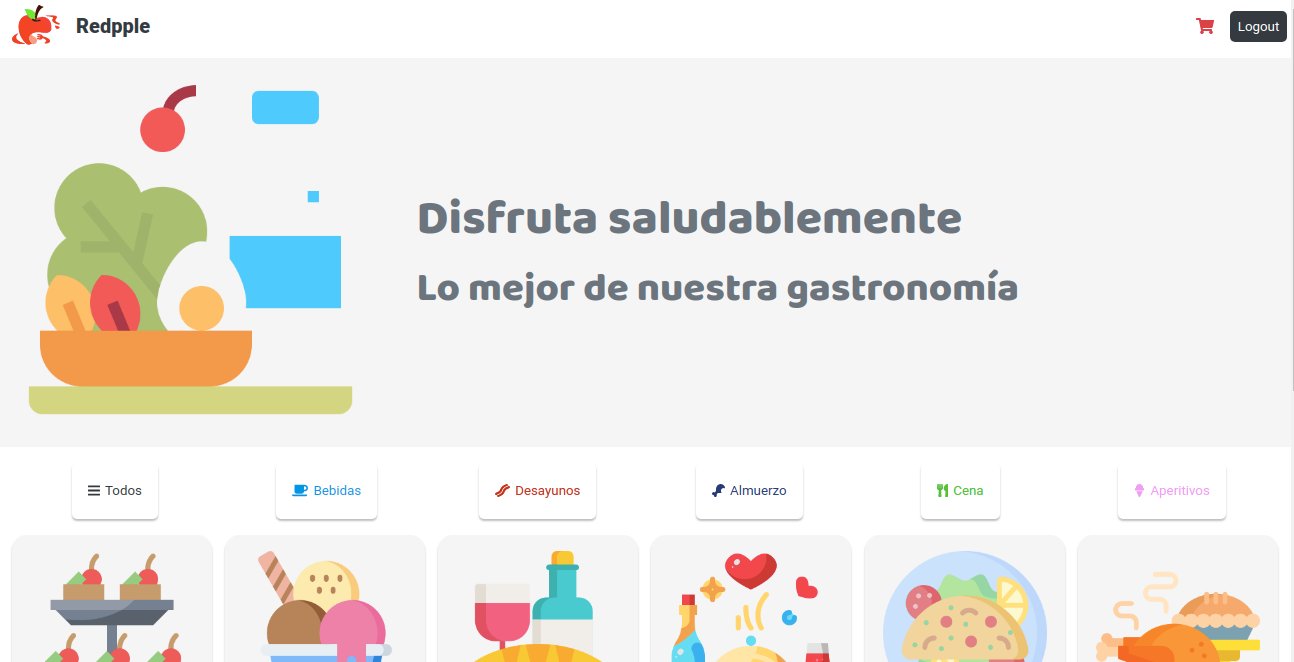 Redpple
Logout
Disfruta saludablemente
Lo mejor de nuestra gastronomía
Todos
Bebidas
Desayunos
Almuerzo
Cena
Aperitivos